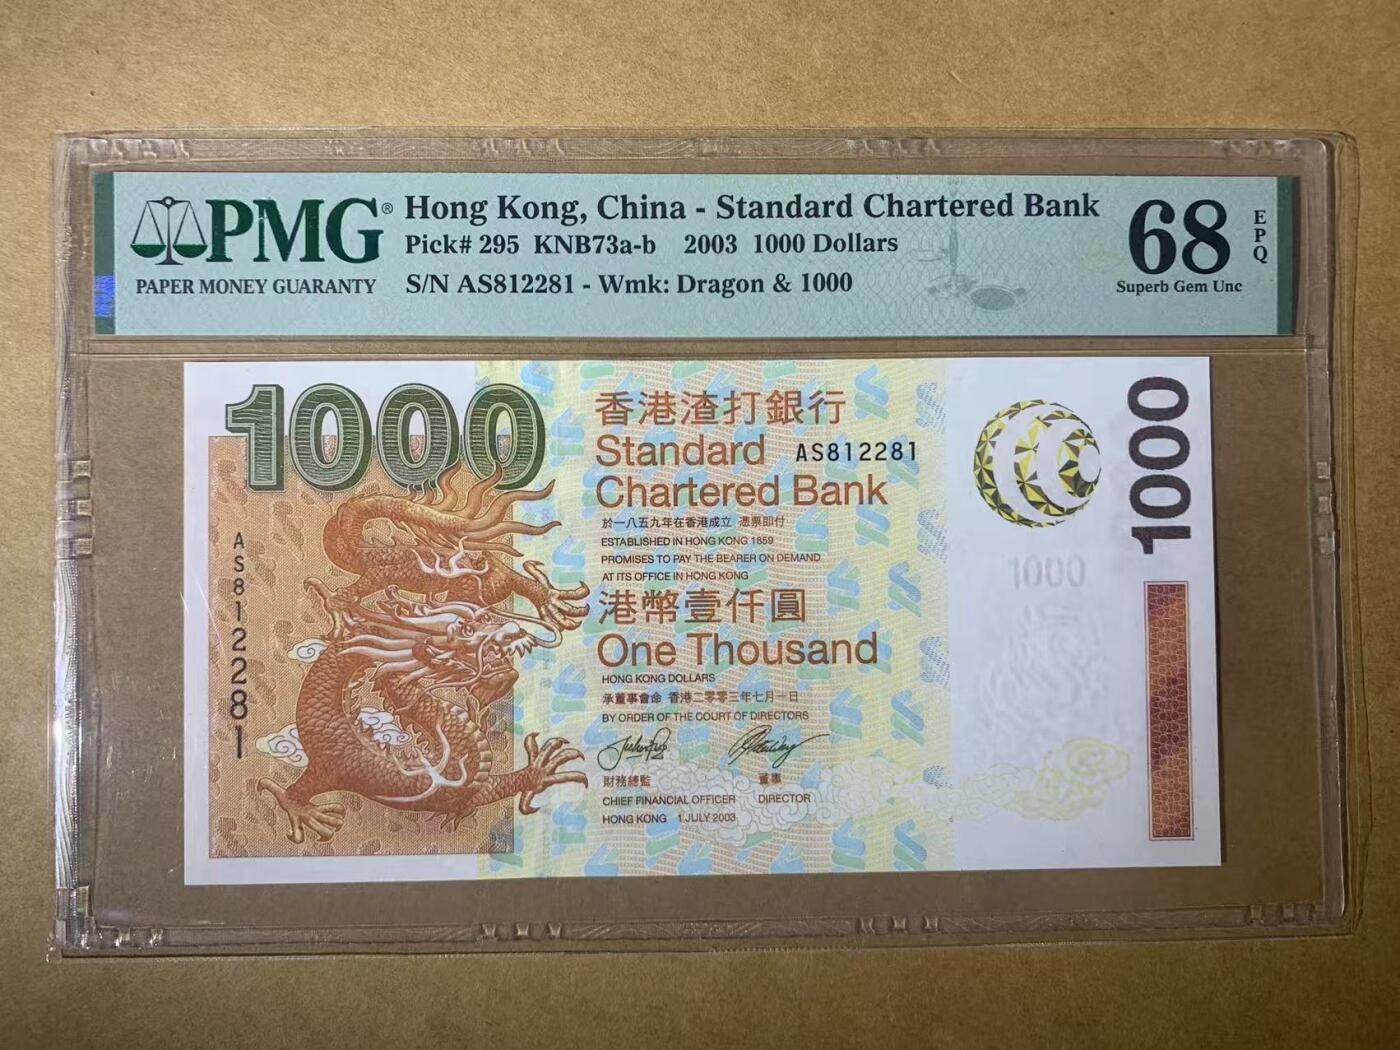 PMG®
PAPER MONEY GUARANTY
Hong Kong, China - Standard Chartered Bank
Pick# 295 KNB73a-b 2003 1000 Dollars
S/N AS812281 - Wmk: Dragon & 1000
68
EPQ
Superb Gem Unc
1000
香港渣打銀行
Standard
Chartered Bank
AS812281
於一八五九年在香港成立 憑票即付
ESTABLISHED IN HONG KONG 1859
PROMISES TO PAY THE BEARER ON DEMAND
AT ITS OFFICE IN HONG KONG
港幣壹仟圓
One Thousand
HONG KONG DOLLARS
承董事會命 香港二零零三年七月一日
BY ORDER OF THE COURT OF DIRECTORS
財務總監 董事
CHIEF FINANCIAL OFFICER DIRECTOR
HONG KONG 1 JULY 2003
AS812281
1000
1000